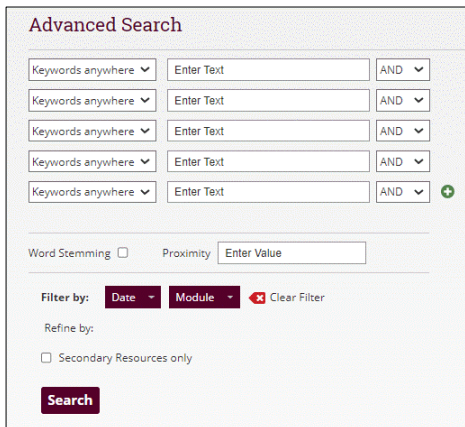 Advanced Search
Keywords anywhere Enter Text AND
Keywords anywhere Enter Text AND
Keywords anywhere Enter Text AND
Keywords anywhere Enter Text AND
Keywords anywhere Enter Text AND
Word Stemming Proximity Enter Value
Filter by: Date Module Clear Filter
Refine by:
Secondary Resources only
Search